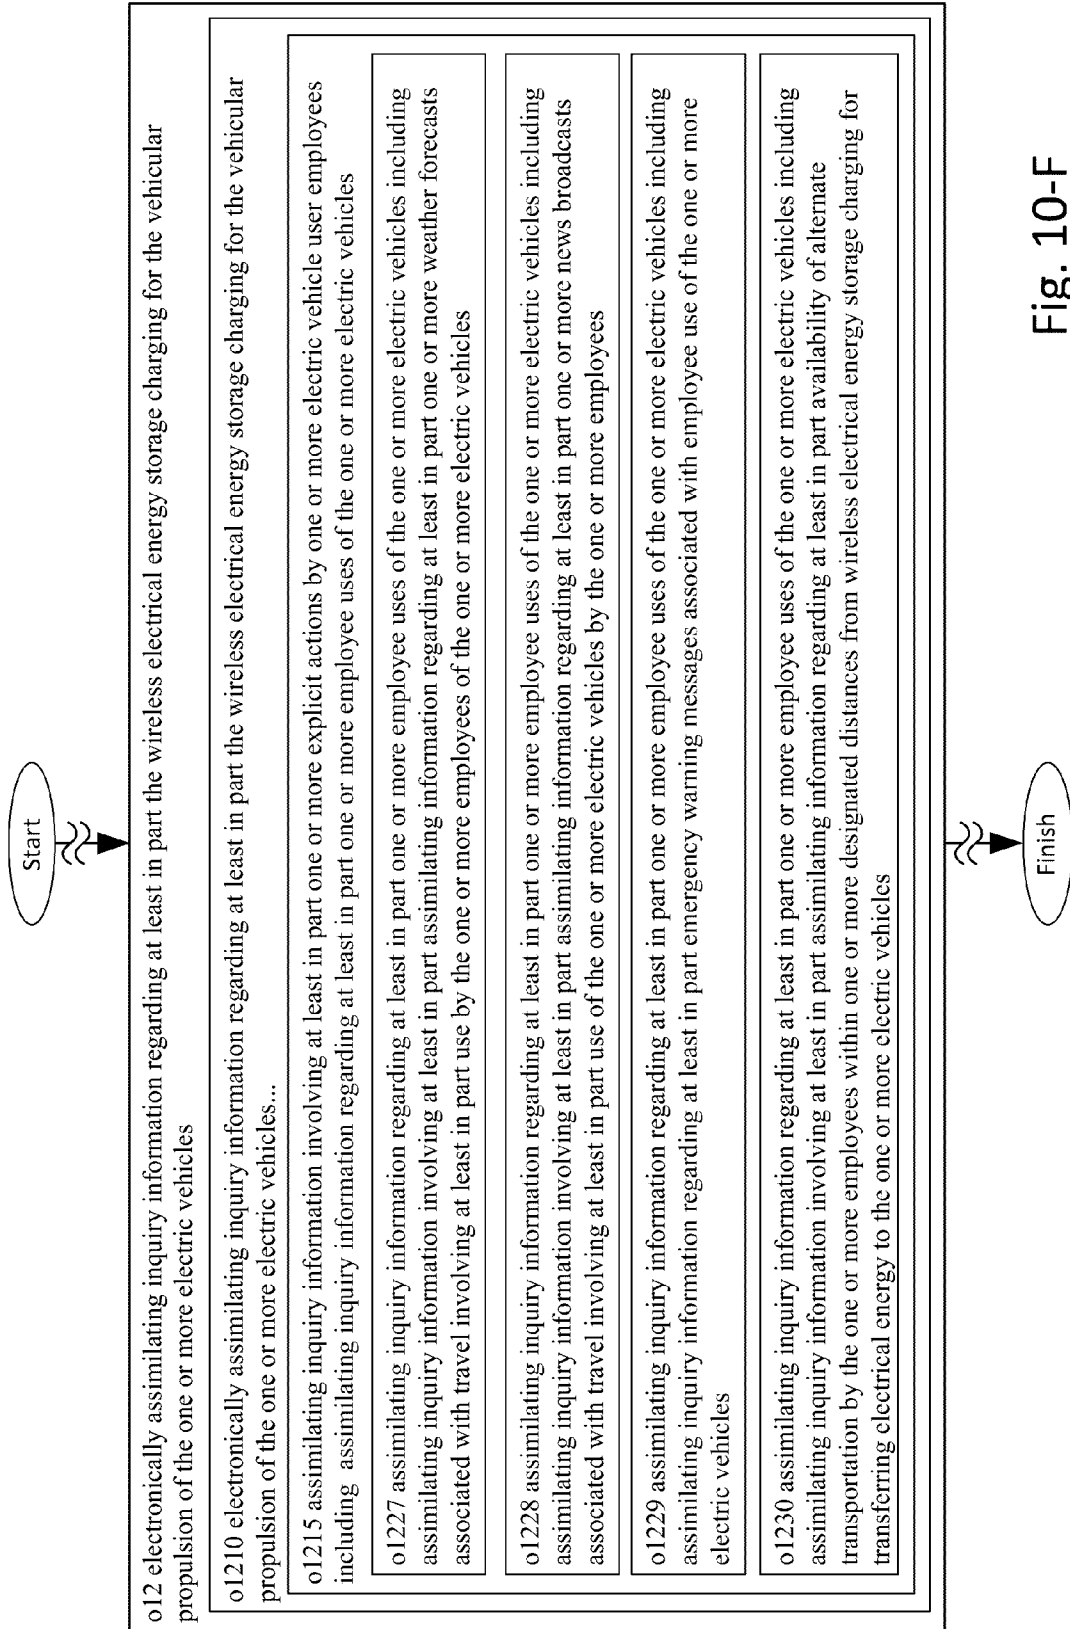 Start
o12 electronically assimilating inquiry information regarding at least in part the wireless electrical energy storage charging for the vehicular
propulsion of the one or more electric vehicles
o1210 electronically assimilating inquiry information regarding at least in part the wireless electrical energy storage charging for the vehicular
propulsion of the one or more electric vehicles...
o1215 assimilating inquiry information involving at least in part one or more explicit actions by one or more electric vehicle user employees
including assimilating inquiry information regarding at least in part one or more employee uses of the one or more electric vehicles
o1227 assimilating inquiry information regarding at least in part one or more employee uses of the one or more electric vehicles including
assimilating inquiry information involving at least in part assimilating information regarding at least in part one or more weather forecasts
associated with travel involving at least in part use by the one or more employees of the one or more electric vehicles
o1228 assimilating inquiry information regarding at least in part one or more employee uses of the one or more electric vehicles including
assimilating inquiry information involving at least in part assimilating information regarding at least in part one or more news broadcasts
associated with travel involving at least in part use of the one or more electric vehicles by the one or more employees
o1229 assimilating inquiry information regarding at least in part one or more employee uses of the one or more electric vehicles including
assimilating inquiry information regarding at least in part emergency warning messages associated with employee use of the one or more
electric vehicles
o1230 assimilating inquiry information regarding at least in part one or more employee uses of the one or more electric vehicles including
assimilating inquiry information involving at least in part assimilating information regarding at least in part availability of alternate
transportation by the one or more employees within one or more designated distances from wireless electrical energy storage charging for
transferring electrical energy to the one or more electric vehicles
Finish
Fig. 10-F